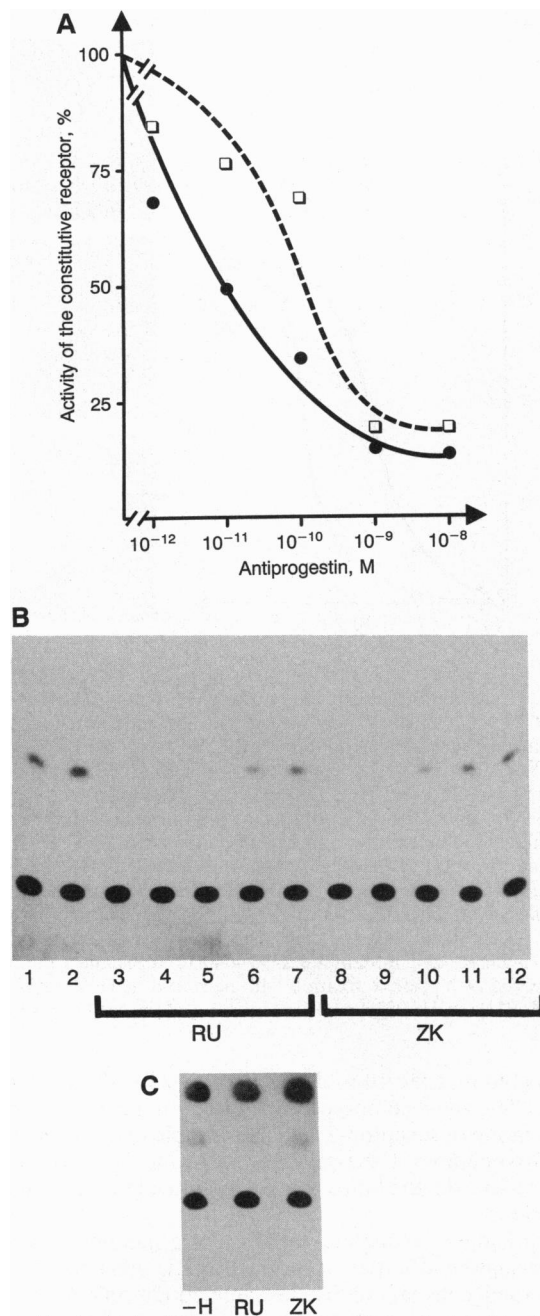 A
Activity of the constitutive receptor, %
100
75
50
25
10⁻¹² 10⁻¹¹ 10⁻¹⁰ 10⁻⁹ 10⁻⁸
Antiprogestin, M
B
1 2 3 4 5 6 7 8 9 10 11 12
RU ZK
C
–H RU ZK